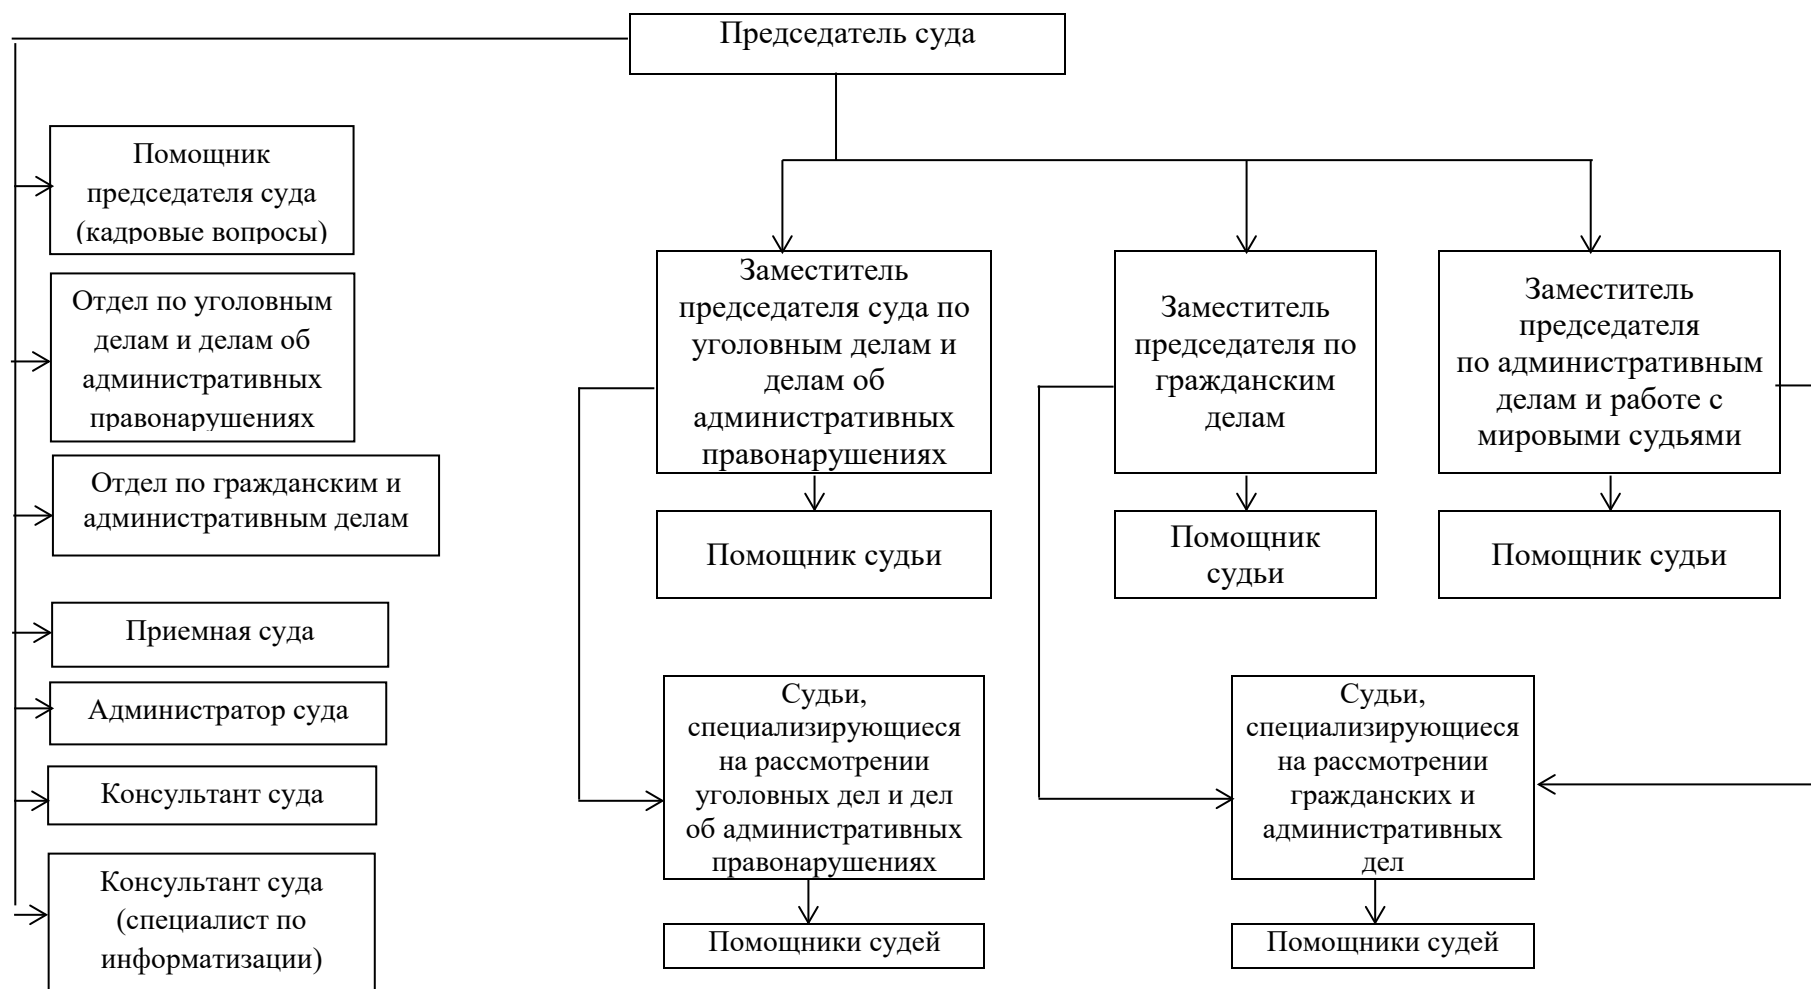 Председатель суда
Помощник
председателя суда
(кадровые вопросы)
Отдел по уголовным
делам и делам об
административных
правонарушениях
Отдел по гражданским и
административным делам
Приемная суда
Администратор суда
Консультант суда
Консультант суда
(специалист по
информатизации)
Заместитель
председателя суда по
уголовным делам и
делам об
административных
правонарушениях
Заместитель
председателя по
гражданским
делам
Заместитель
председателя
по административным
делам и работе с
мировыми судьями
Помощник судьи
Помощник
судьи
Помощник судьи
Судьи,
специализирующиеся
на рассмотрении
уголовных дел и дел
об административных
правонарушениях
Судьи,
специализирующиеся
на рассмотрении
гражданских и
административных
дел
Помощники судей
Помощники судей